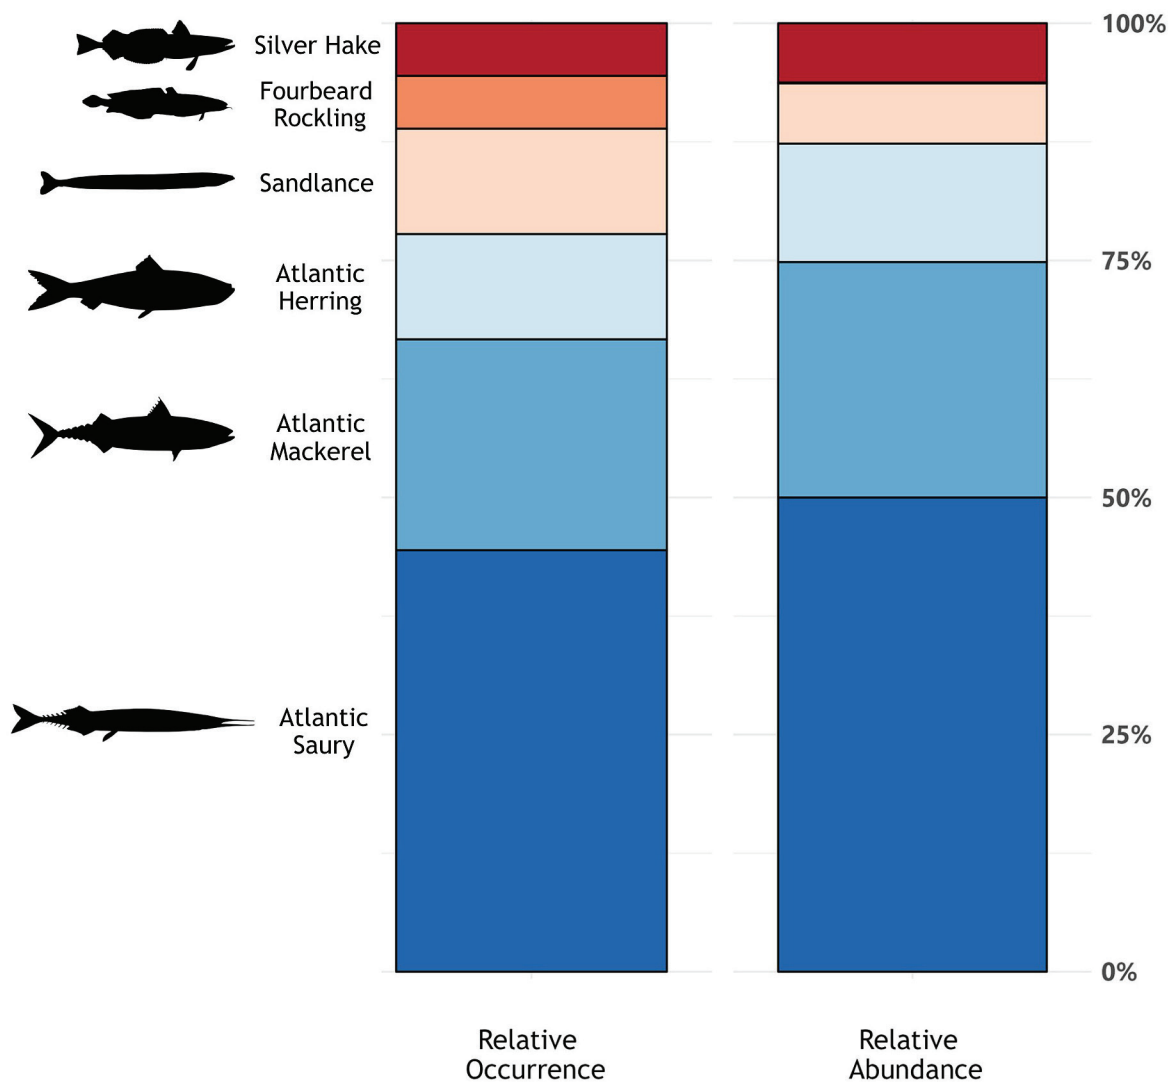 Silver Hake
Fourbeard
Rockling
Sandlance
Atlantic
Herring
Atlantic
Mackerel
Atlantic
Saury
100%
75%
50%
25%
0%
Relative
Occurrence
Relative
Abundance